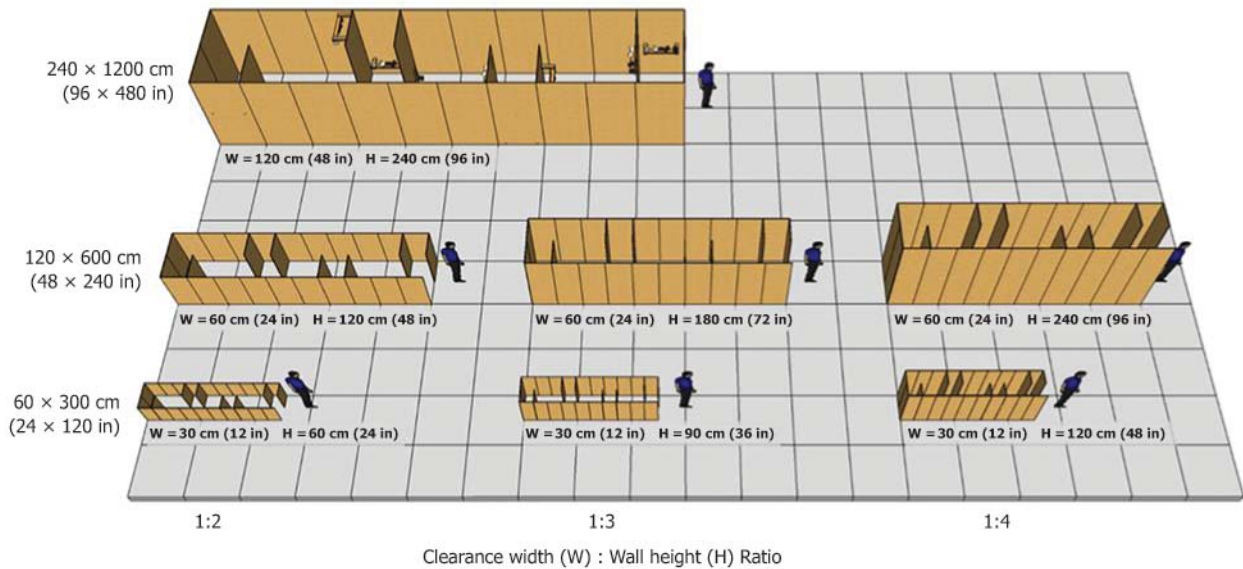 240 × 1200 cm
(96 × 480 in)
W = 120 cm (48 in) H = 240 cm (96 in)
120 × 600 cm
(48 × 240 in)
W = 60 cm (24 in) H = 120 cm (48 in)
W = 60 cm (24 in) H = 180 cm (72 in)
W = 60 cm (24 in) H = 240 cm (96 in)
60 × 300 cm
(24 × 120 in)
W = 30 cm (12 in) H = 60 cm (24 in)
W = 30 cm (12 in) H = 90 cm (36 in)
W = 30 cm (12 in) H = 120 cm (48 in)
1:2
1:3
1:4
Clearance width (W) : Wall height (H) Ratio